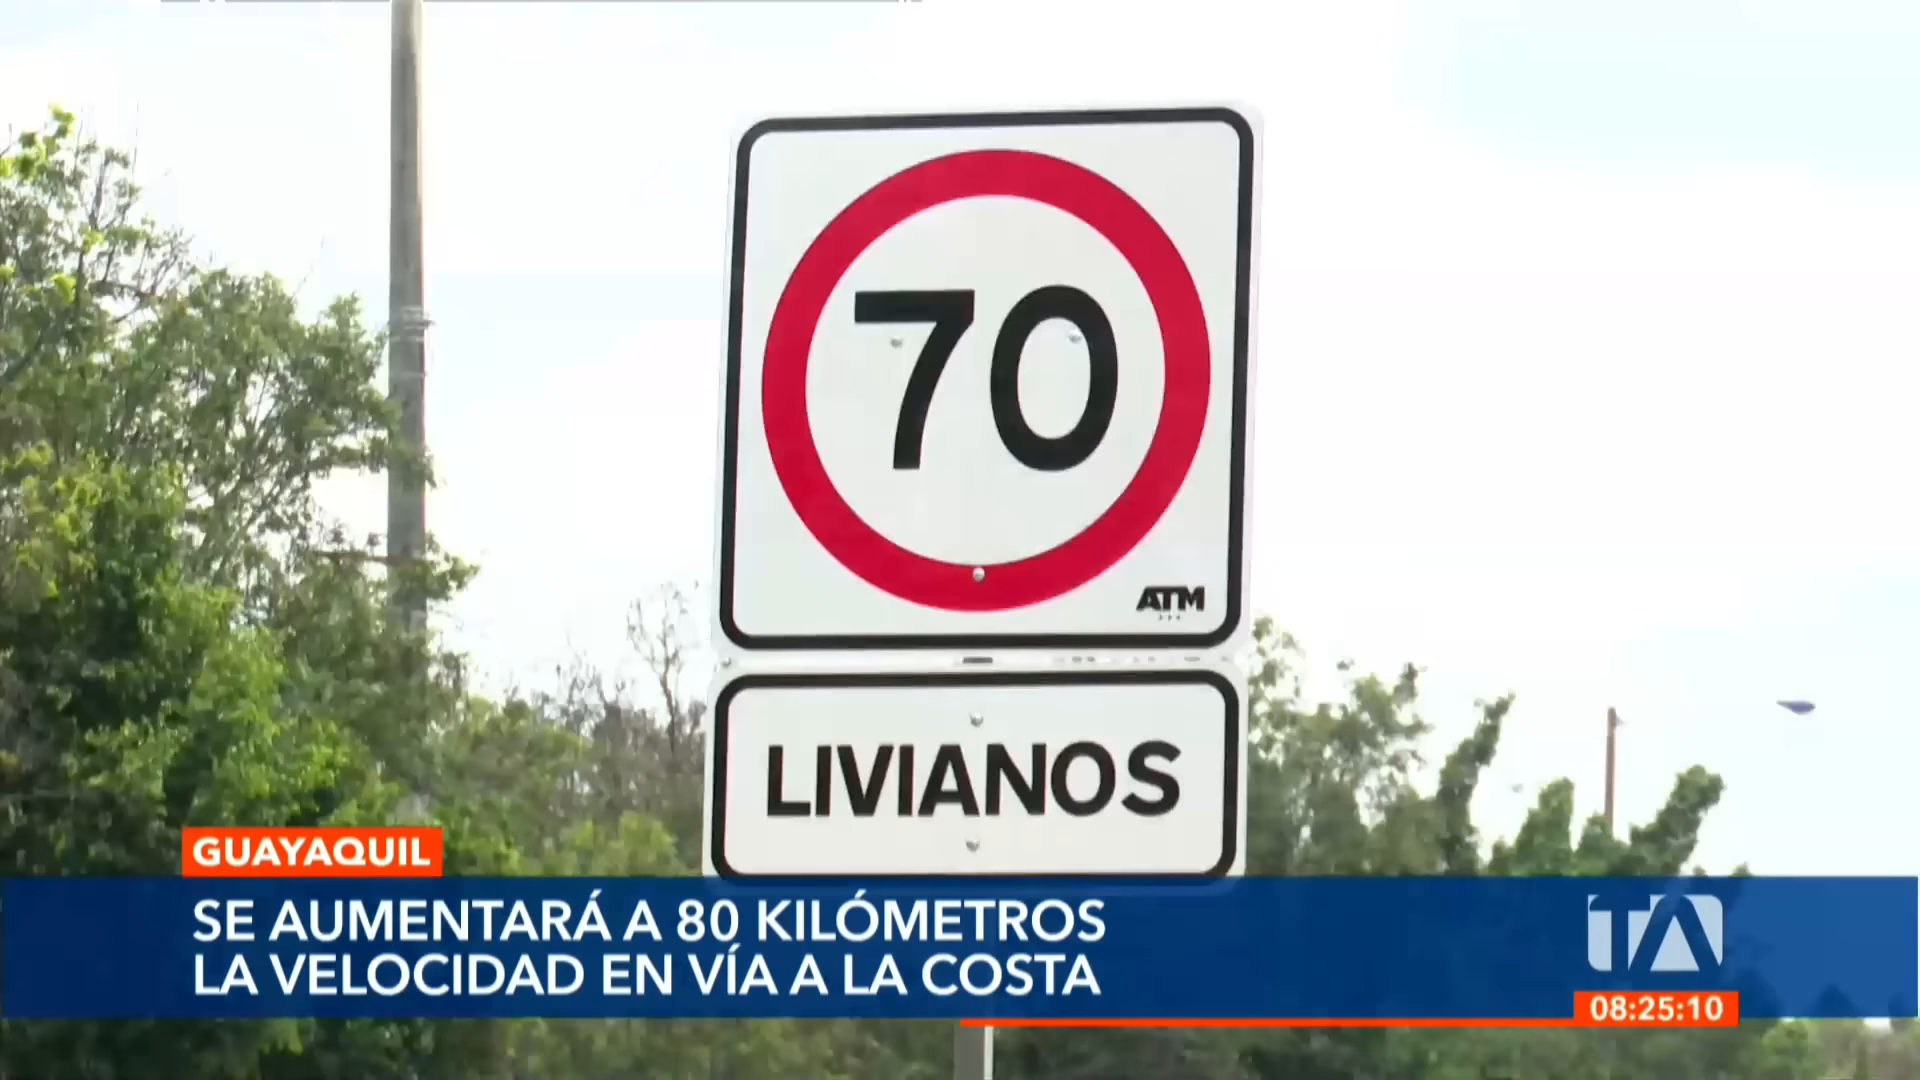 70
ATM
LIVIANOS
GUAYAQUIL
SE AUMENTARÁ A 80 KILÓMETROS
LA VELOCIDAD EN VÍA A LA COSTA
TA
08:25:10